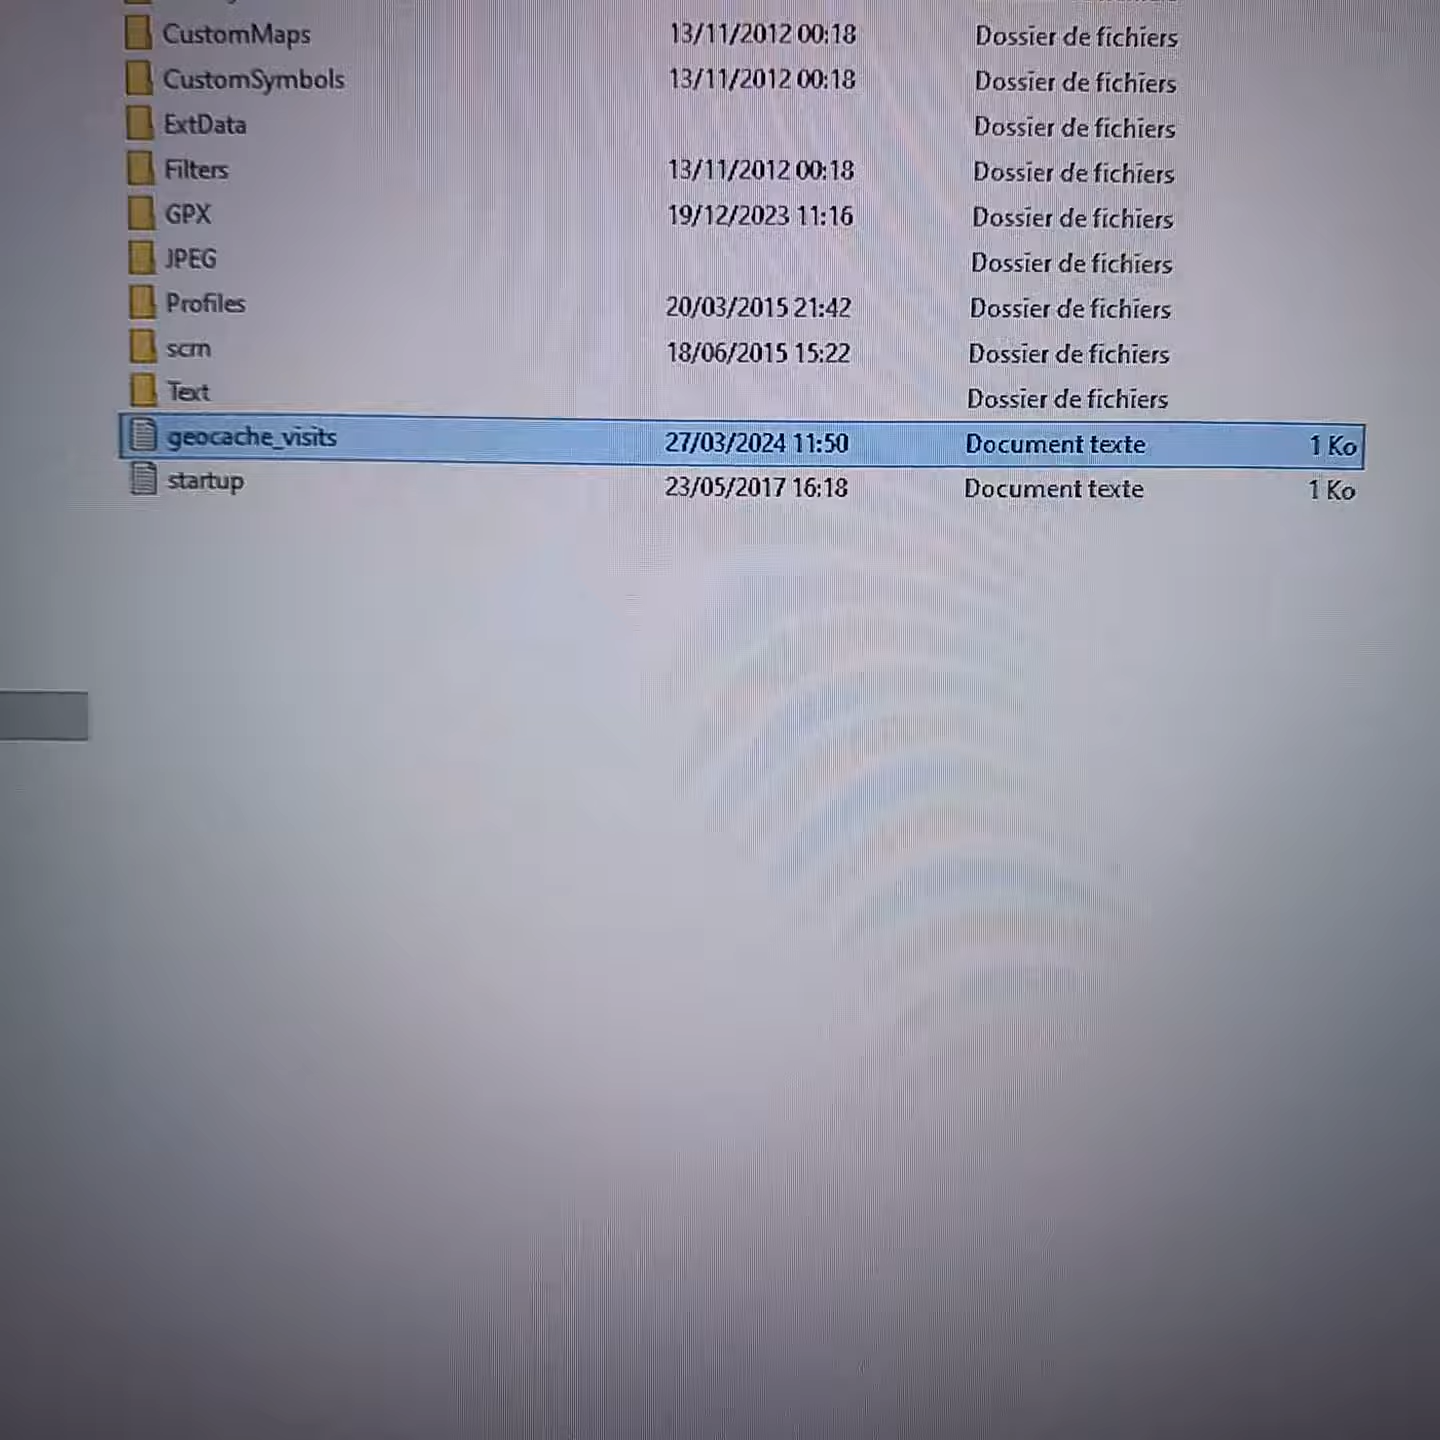 CustomMaps 13/11/2012 00:18 Dossier de fichiers
CustomSymbols 13/11/2012 00:18 Dossier de fichiers
ExtData Dossier de fichiers
Filters 13/11/2012 00:18 Dossier de fichiers
GPX 19/12/2023 11:16 Dossier de fichiers
JPEG Dossier de fichiers
Profiles 20/03/2015 21:42 Dossier de fichiers
scrn 18/06/2015 15:22 Dossier de fichiers
Text Dossier de fichiers
geocache_visits 27/03/2024 11:50 Document texte 1 Ko
startup 23/05/2017 16:18 Document texte 1 Ko